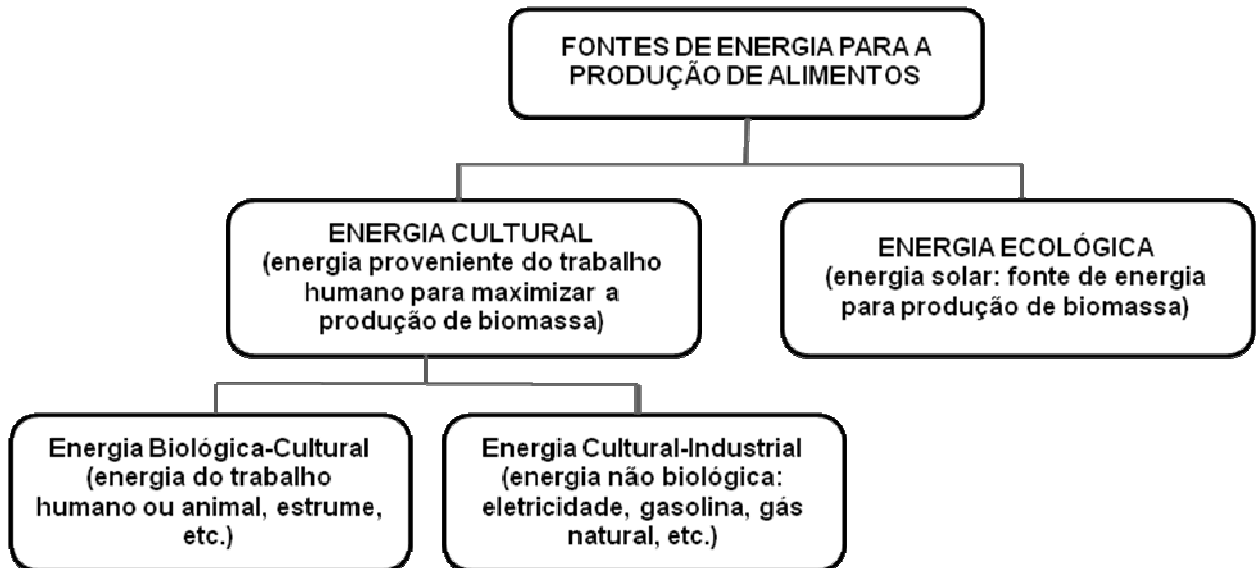 FONTES DE ENERGIA PARA A
PRODUÇÃO DE ALIMENTOS
ENERGIA CULTURAL
(energia proveniente do trabalho
humano para maximizar a
produção de biomassa)
ENERGIA ECOLÓGICA
(energia solar: fonte de energia
para produção de biomassa)
Energia Biológica-Cultural
(energia do trabalho
humano ou animal, estrume,
etc.)
Energia Cultural-Industrial
(energia não biológica:
eletricidade, gasolina, gás
natural, etc.)